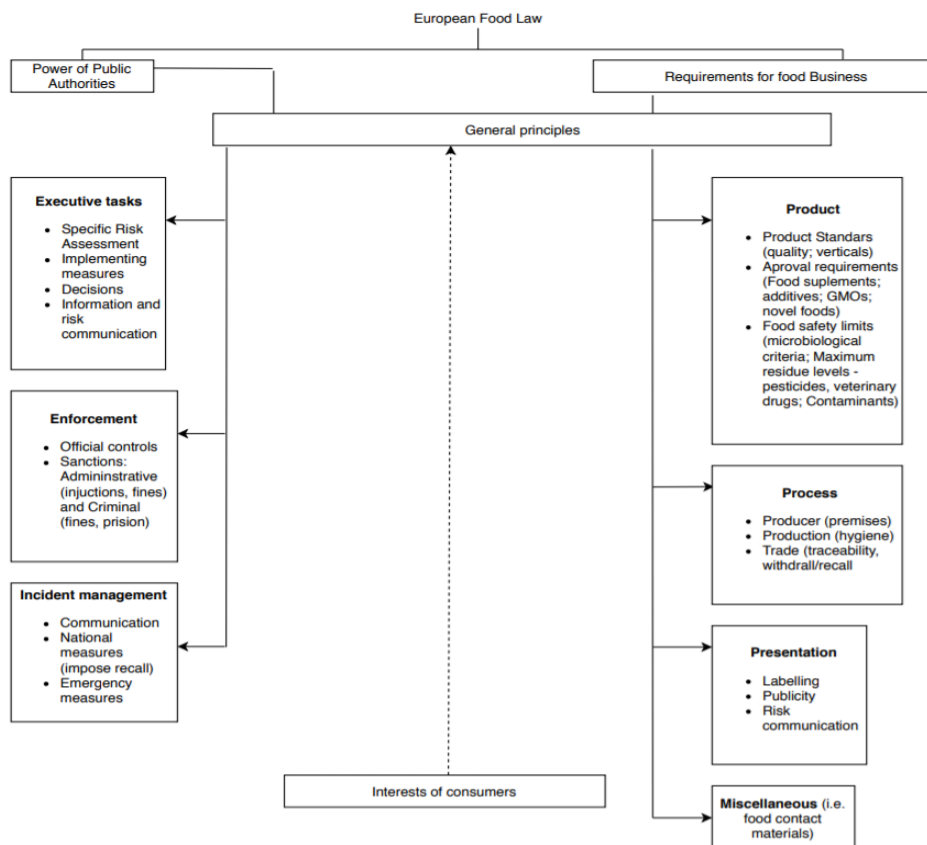 European Food Law
Power of Public
Authorities
Requirements for food Business
General principles
Executive tasks
• Specific Risk
Assessment
• Implementing
measures
• Decisions
• Information and
risk
communication
Enforcement
• Official controls
• Sanctions:
Admininstrative
(injuctions, fines)
and Criminal
(fines, prision)
Incident management
• Communication
• National
measures
(impose recall)
• Emergency
measures
Interests of consumers
Product
• Product Standars
(quality; verticals)
• Aproval requirements
(Food suplements;
additives; GMOs;
novel foods)
• Food safety limits
(microbiological
criteria; Maximum
residue levels -
pesticides, veterinary
drugs; Contaminants)
Process
• Producer (premises)
• Production (hygiene)
• Trade (traceability,
withdrall/recall
Presentation
• Labelling
• Publicity
• Risk
communication
Miscellaneous (i.e.
food contact
materials)